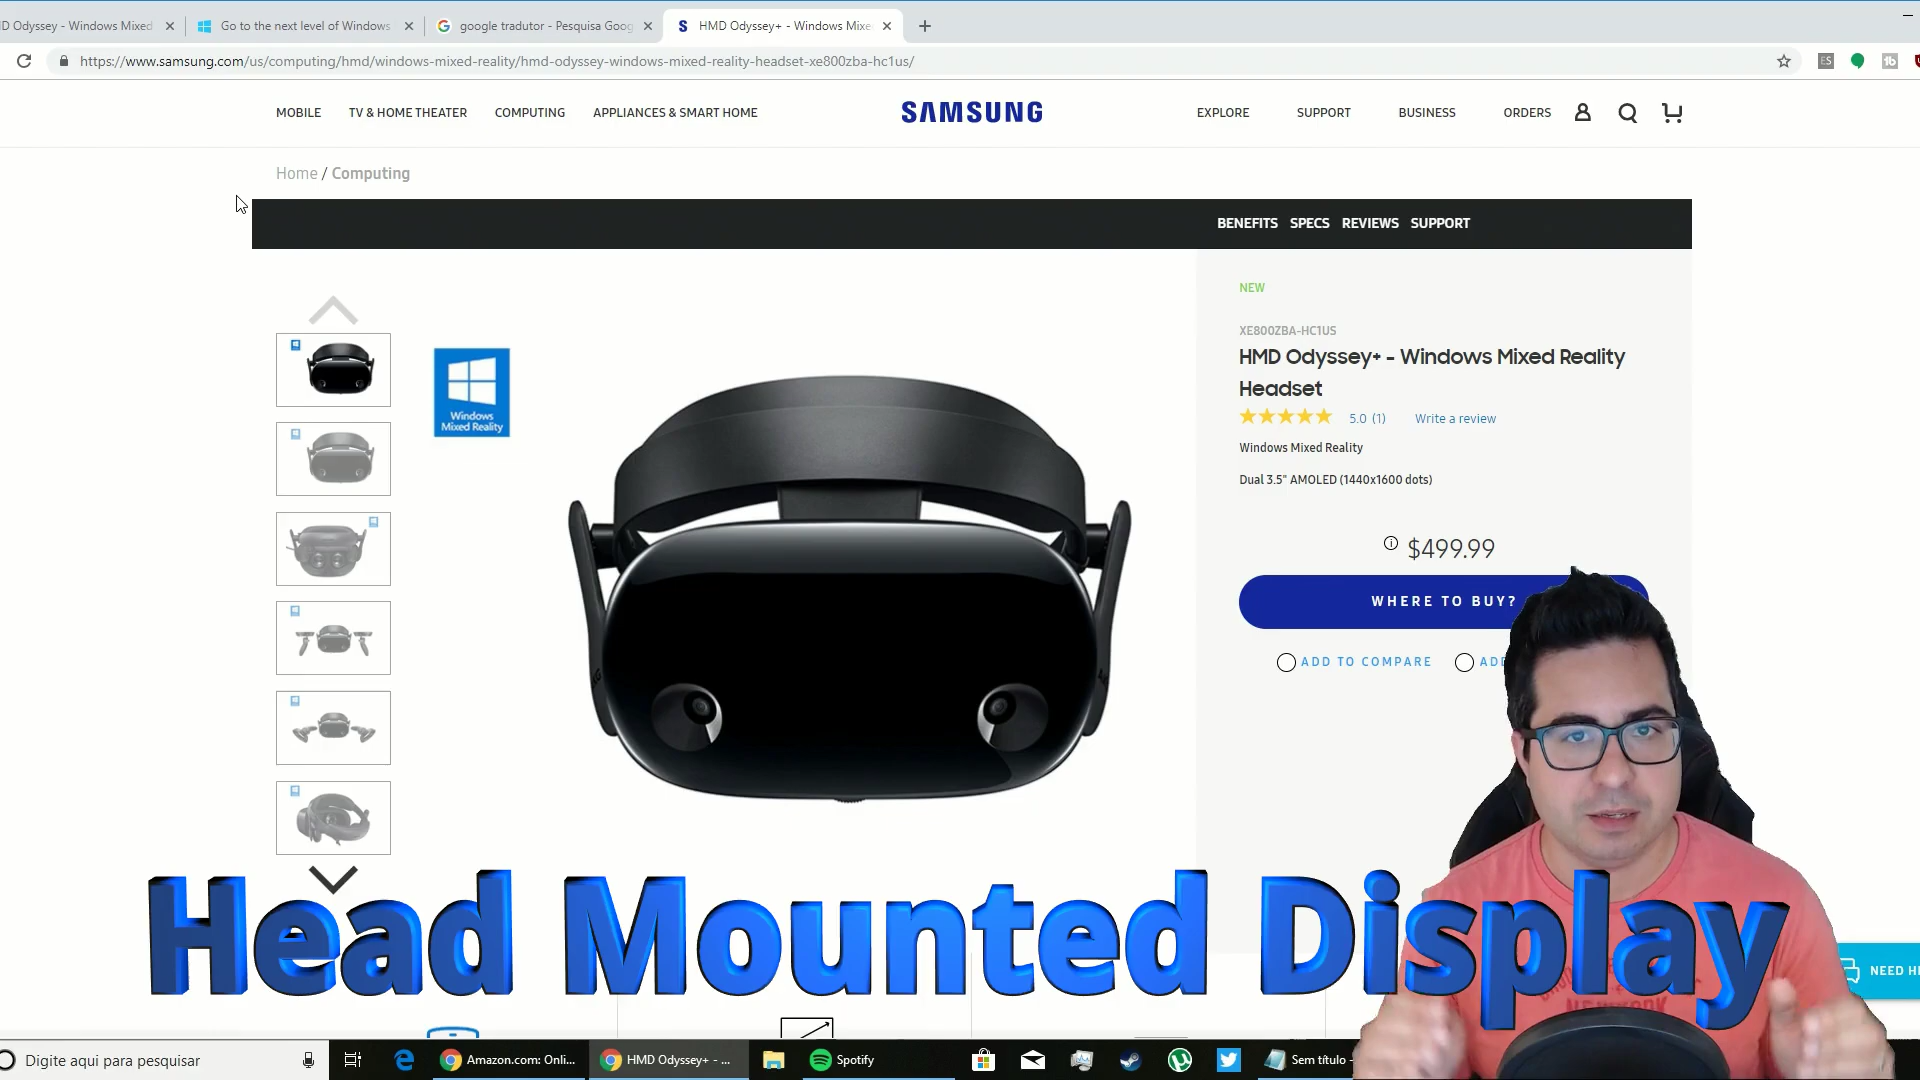 D Odyssey - Windows Mixed
Go to the next level of Windows
google tradutor - Pesquisa Goog
HMD Odyssey+ - Windows Mixe
https://www.samsung.com/us/computing/hmd/windows-mixed-reality/hmd-odyssey-windows-mixed-reality-headset-xe800zba-hc1us/
MOBILE TV & HOME THEATER COMPUTING APPLIANCES & SMART HOME
SAMSUNG
EXPLORE SUPPORT BUSINESS ORDERS
Home / Computing
BENEFITS SPECS REVIEWS SUPPORT
NEW
XE800ZBA-HC1US
HMD Odyssey+ - Windows Mixed Reality
Headset
5.0 (1) Write a review
Windows Mixed Reality
Dual 3.5" AMOLED (1440x1600 dots)
Windows
Mixed Reality
$499.99
WHERE TO BUY?
ADD TO COMPARE
Head Mounted Display
NEED HE
Digite aqui para pesquisar
Amazon.com: Onli...
HMD Odyssey+ - ...
Spotify
Sem título -